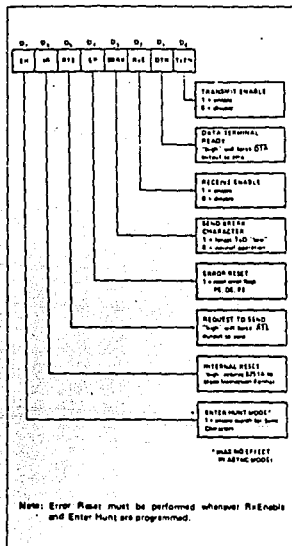 D7 D6 D5 D4 D3 D2 D1 D0
EH IR RTS ER SBRK RxE DTR TxEN
TRANSMIT ENABLE
1 = enable
0 = disable
DATA TERMINAL
READY
"high" will force DTR
output to zero
RECEIVE ENABLE
1 = enable
0 = disable
SEND BREAK
CHARACTER
1 = forces TxD "low"
0 = normal operation
ERROR RESET
1 = reset error flags
PE, OE, FE
REQUEST TO SEND
"high" will force RTS
output to zero
INTERNAL RESET
"high" returns 8251A to
Mode Instruction Format
ENTER HUNT MODE*
1 = enable search for Sync
Characters
* (HAS NO EFFECT
IN ASYNC MODE)
Note: Error Reset must be performed whenever RxEnable
and Enter Hunt are programmed.